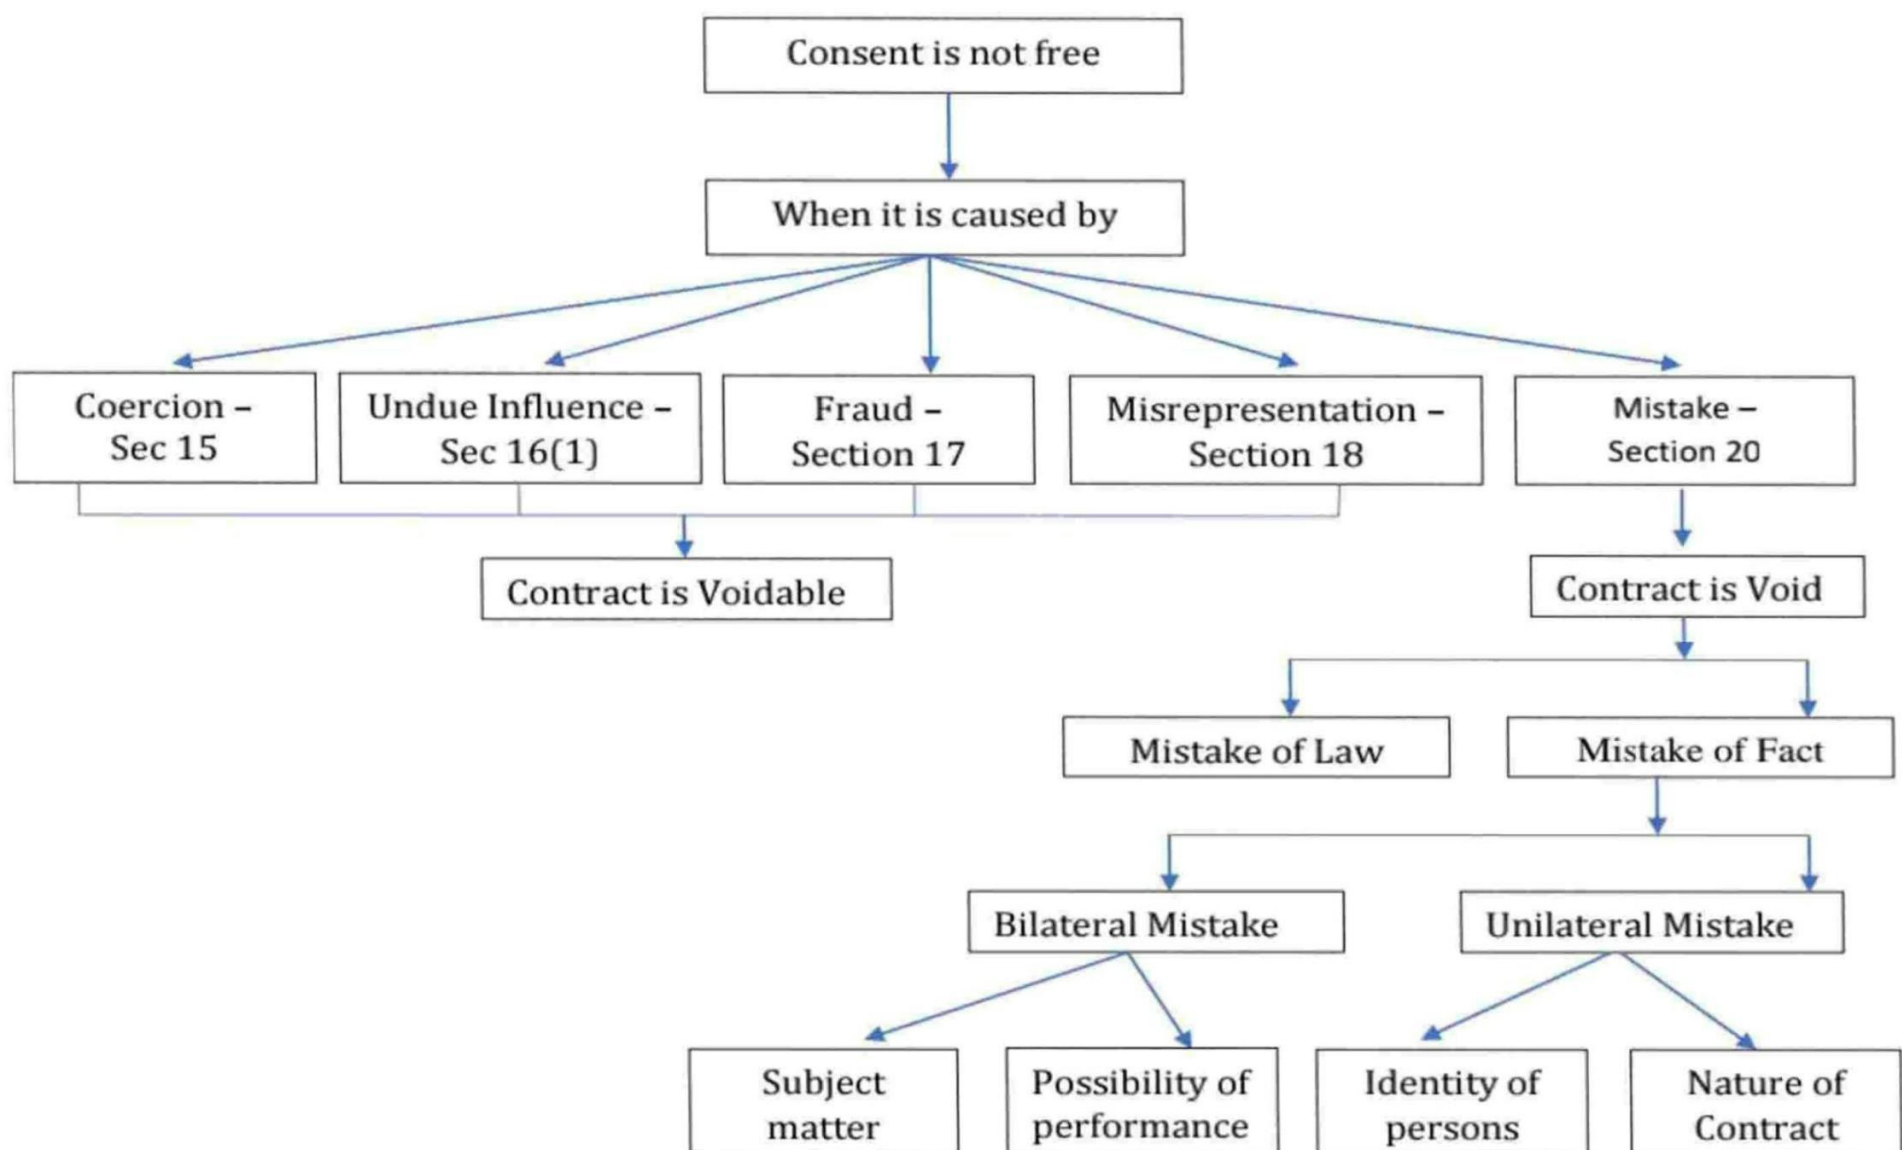 Consent is not free
When it is caused by
Coercion –
Sec 15
Undue Influence –
Sec 16(1)
Fraud –
Section 17
Misrepresentation –
Section 18
Mistake –
Section 20
Contract is Voidable
Contract is Void
Mistake of Law
Mistake of Fact
Bilateral Mistake
Unilateral Mistake
Subject
matter
Possibility of
performance
Identity of
persons
Nature of
Contract